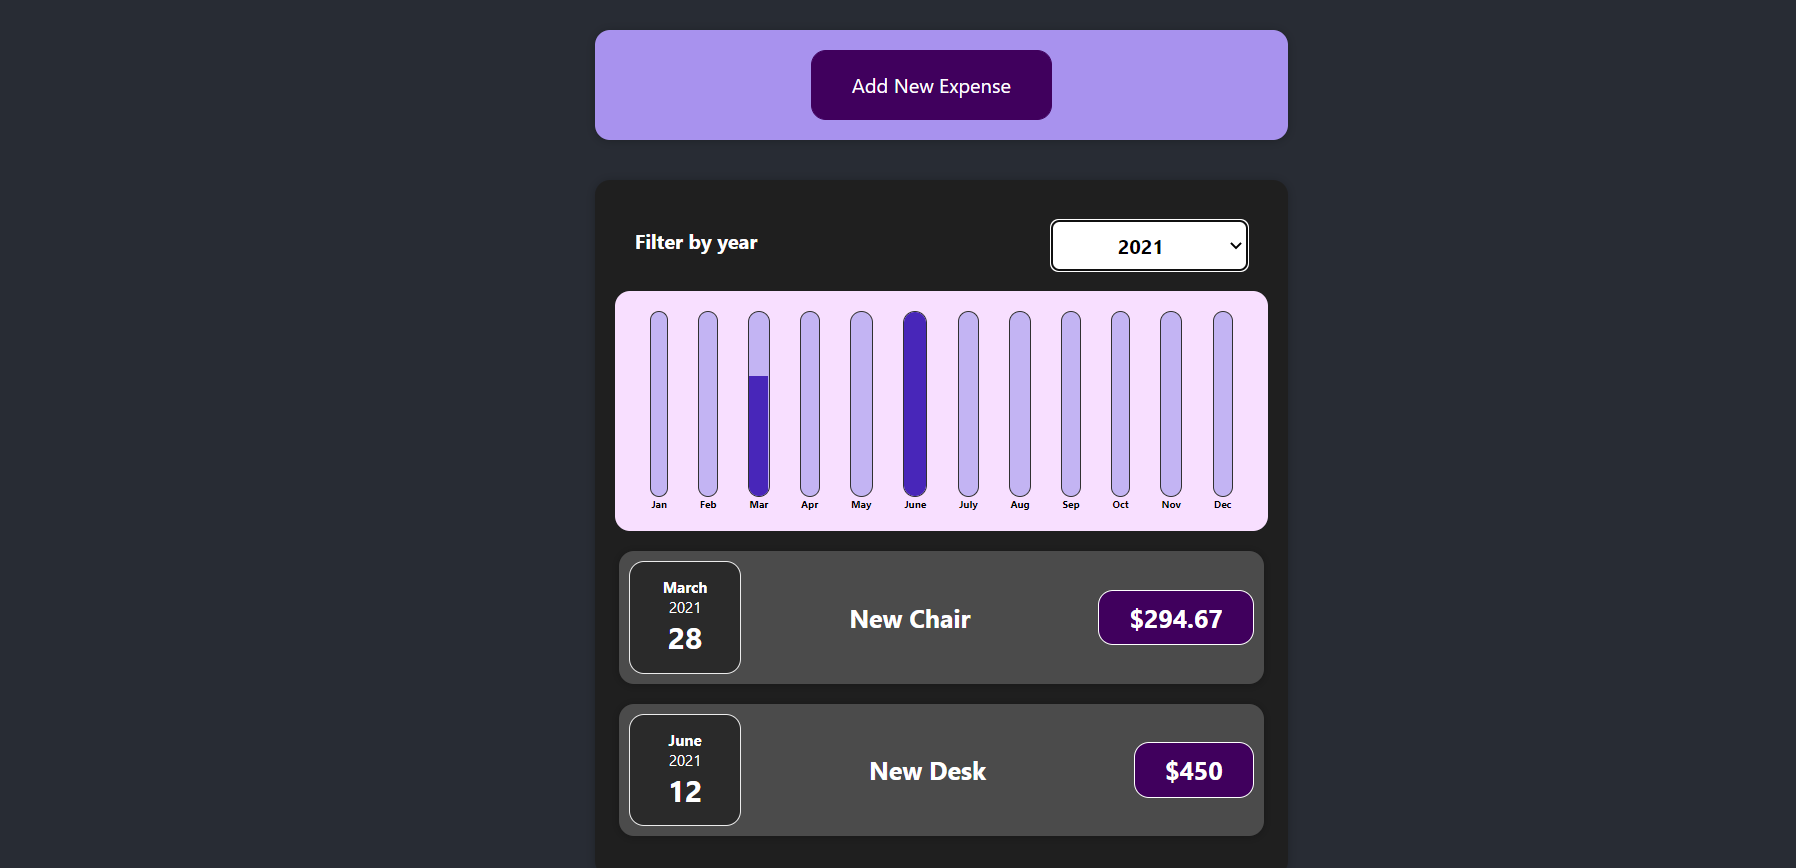 Add New Expense
Filter by year
2021
Jan Feb Mar Apr May June July Aug Sep Oct Nov Dec
March
2021
28
New Chair
$294.67
June
2021
12
New Desk
$450